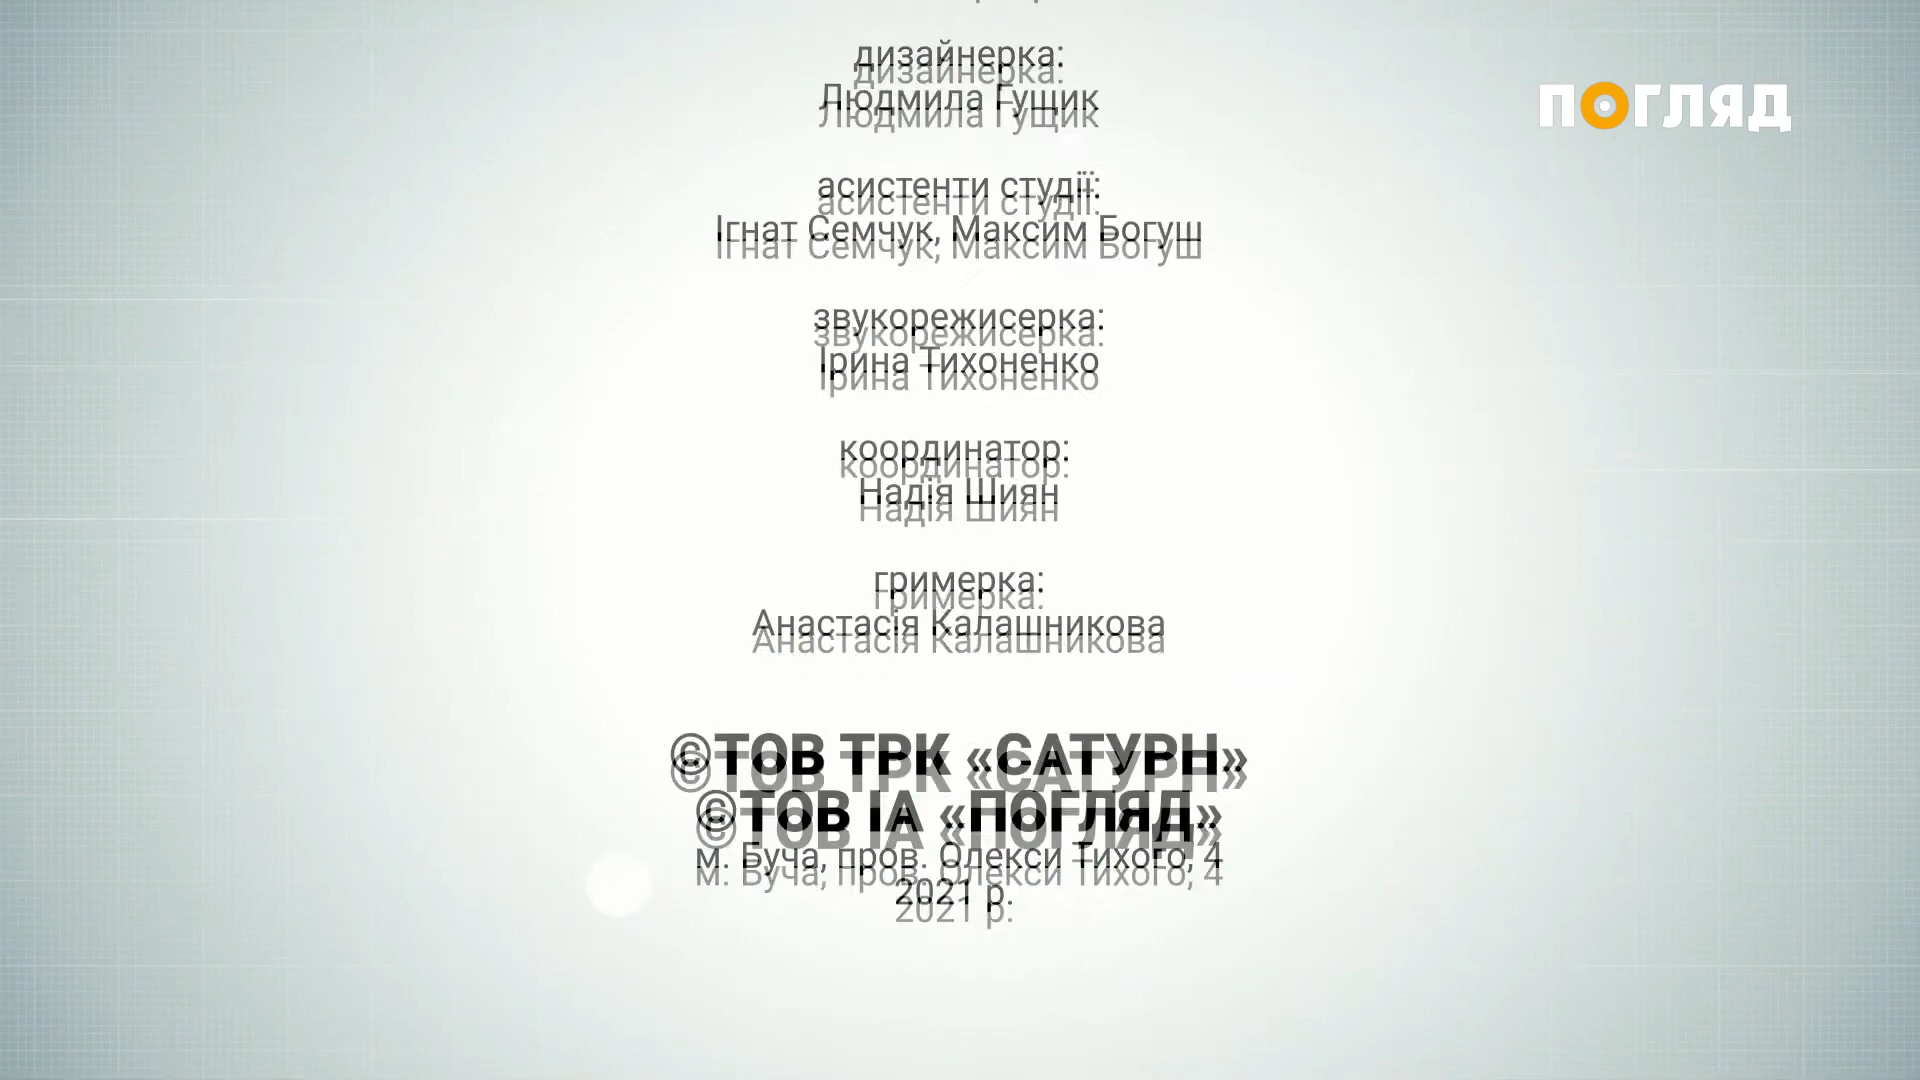 дизайнерка:
Людмила Гущик
ПОГЛЯД
асистенти студії:
Ігнат Семчук, Максим Богуш
звукорежисерка:
Ірина Тихоненко
координатор:
Надія Шиян
гримерка:
Анастасія Калашникова
©ТОВ ТРК «САТУРН»
©ТОВ ІА «ПОГЛЯД»
м. Буча, пров. Олекси Тихого, 4
2021 р.